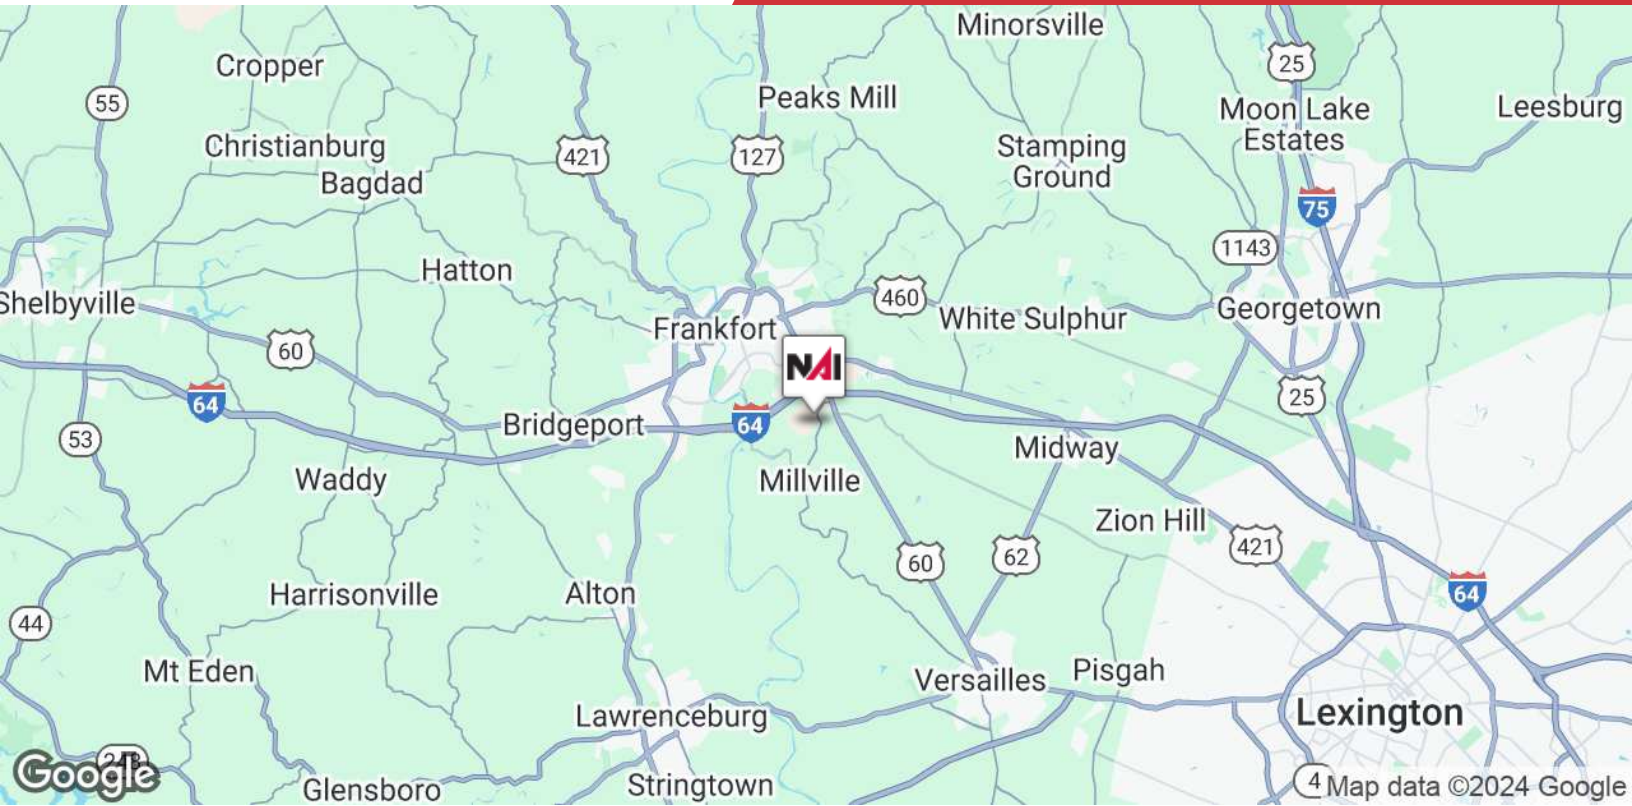 Minorsville
Cropper
25
Peaks Mill
55
Moon Lake
Estates
Leesburg
Christianburg
421
127
Stamping
Ground
Bagdad
75
1143
Hatton
Shelbyville
460
White Sulphur
Georgetown
Frankfort
60
NAI
64
25
Bridgeport
64
53
Midway
Waddy
Millville
Zion Hill
421
60
62
Harrisonville
Alton
64
44
Mt Eden
Versailles
Pisgah
Lawrenceburg
Lexington
Google
Glensboro
Stringtown
4
Map data ©2024 Google